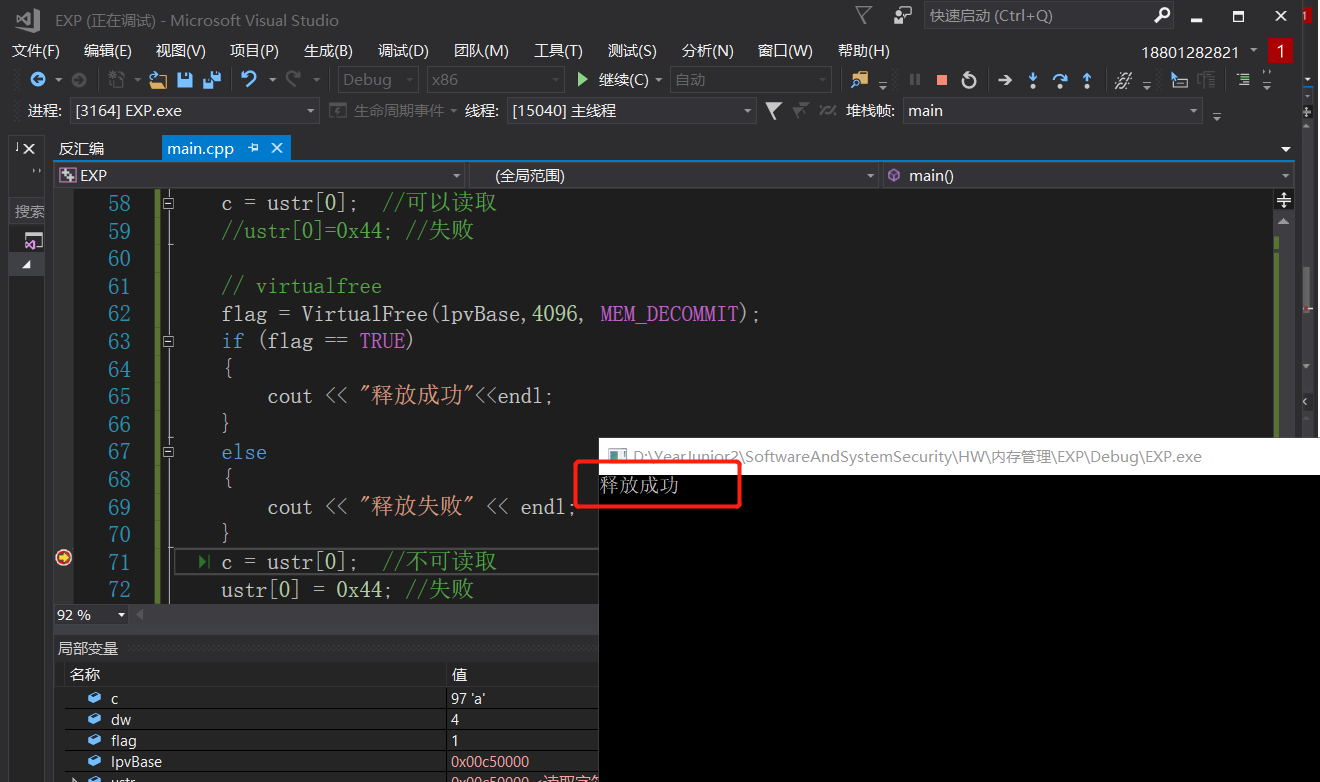 EXP (正在调试) - Microsoft Visual Studio
快速启动 (Ctrl+Q)
文件(F) 编辑(E) 视图(V) 项目(P) 生成(B) 调试(D) 团队(M) 工具(T) 测试(S) 分析(N) 窗口(W) 帮助(H)
18801282821 1
Debug x86 继续(C) 自动
进程: [3164] EXP.exe 生命周期事件 线程: [15040] 主线程 堆栈帧: main
反汇编 main.cpp
EXP (全局范围) main()
搜索
58 c = ustr[0]; //可以读取
59 //ustr[0]=0x44; //失败
60
61 // virtualfree
62 flag = VirtualFree(lpvBase,4096, MEM_DECOMMIT);
63 if (flag == TRUE)
64 {
65 cout << "释放成功"<<endl;
66 }
67 else
68 {
69 cout << "释放失败" << endl;
70 }
71 c = ustr[0]; //不可读取
72 ustr[0] = 0x44; //失败
D:\YearJunior2\SoftwareAndSystemSecurity\HW\内存管理\EXP\Debug\EXP.exe
释放成功
92 %
局部变量
名称 值
c 97 'a'
dw 4
flag 1
lpvBase 0x00c50000
ustr 0x00c50000 <读取字符